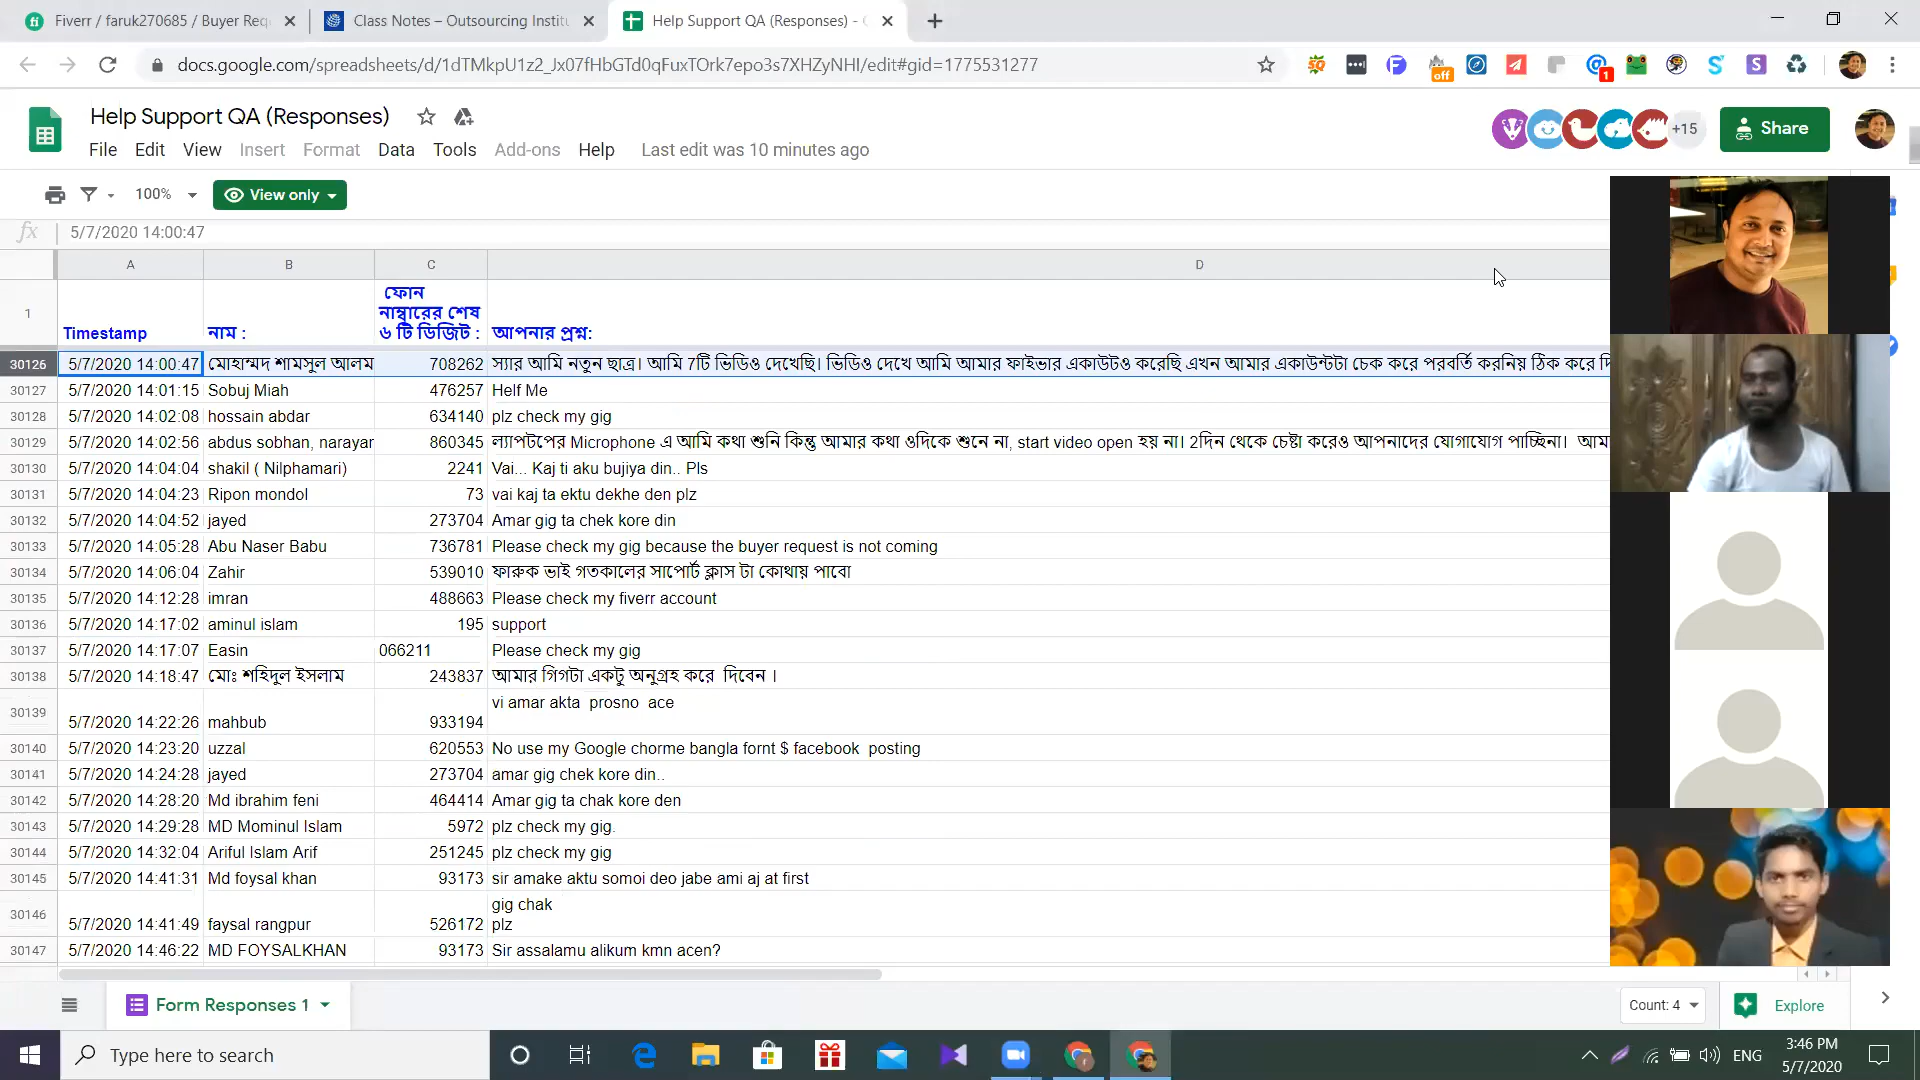 Fiverr / faruk270685 / Buyer Req
Class Notes – Outsourcing Institu
Help Support QA (Responses) -
docs.google.com/spreadsheets/d/1dTMkpU1z2_Jx07fHbGTd0qFuxTOrk7epo3s7XHZyNHI/edit#gid=1775531277
off
1
Help Support QA (Responses)
File Edit View Insert Format Data Tools Add-ons Help Last edit was 10 minutes ago
+15
Share
100%
View only
fx 5/7/2020 14:00:47
A B C D
1 Timestamp নাম : ফোন নাম্বারের শেষ ৬ টি ডিজিট : আপনার প্রশ্ন:
30126 5/7/2020 14:00:47 মোহাম্মদ শামসুল আলম 708262 স্যার আমি নতুন ছাত্র। আমি 7টি ভিডিও দেখেছি। ভিডিও দেখে আমি আমার ফাইভার একাউটও করেছি এখন আমার একাউন্টটা চেক করে পরবর্তি করনিয় ঠিক করে দি
30127 5/7/2020 14:01:15 Sobuj Miah 476257 Helf Me
30128 5/7/2020 14:02:08 hossain abdar 634140 plz check my gig
30129 5/7/2020 14:02:56 abdus sobhan, narayar 860345 ল্যাপটপের Microphone এ আমি কথা শুনি কিন্তু আমার কথা ওদিকে শুনে না, start video open হয় না। 2দিন থেকে চেষ্টা করেও আপনাদের যোগাযোগ পাচ্ছিনা। আমা
30130 5/7/2020 14:04:04 shakil ( Nilphamari) 2241 Vai... Kaj ti aku bujiya din.. Pls
30131 5/7/2020 14:04:23 Ripon mondol 73 vai kaj ta ektu dekhe den plz
30132 5/7/2020 14:04:52 jayed 273704 Amar gig ta chek kore din
30133 5/7/2020 14:05:28 Abu Naser Babu 736781 Please check my gig because the buyer request is not coming
30134 5/7/2020 14:06:04 Zahir 539010 ফারুক ভাই গতকালের সাপোর্ট ক্লাস টা কোথায় পাবো
30135 5/7/2020 14:12:28 imran 488663 Please check my fiverr account
30136 5/7/2020 14:17:02 aminul islam 195 support
30137 5/7/2020 14:17:07 Easin 066211 Please check my gig
30138 5/7/2020 14:18:47 মোঃ শহিদুল ইসলাম 243837 আমার গিগটা একটু অনুগ্রহ করে দিবেন ।
30139 5/7/2020 14:22:26 mahbub 933194 vi amar akta prosno ace
30140 5/7/2020 14:23:20 uzzal 620553 No use my Google chorme bangla fornt $ facebook posting
30141 5/7/2020 14:24:28 jayed 273704 amar gig chek kore din..
30142 5/7/2020 14:28:20 Md ibrahim feni 464414 Amar gig ta chak kore den
30143 5/7/2020 14:29:28 MD Mominul Islam 5972 plz check my gig.
30144 5/7/2020 14:32:04 Ariful Islam Arif 251245 plz check my gig
30145 5/7/2020 14:41:31 Md foysal khan 93173 sir amake aktu somoi deo jabe ami aj at first
30146 5/7/2020 14:41:49 faysal rangpur 526172 gig chak
plz
30147 5/7/2020 14:46:22 MD FOYSALKHAN 93173 Sir assalamu alikum kmn acen?
Form Responses 1
Count: 4
Explore
Type here to search
ENG
3:46 PM
5/7/2020